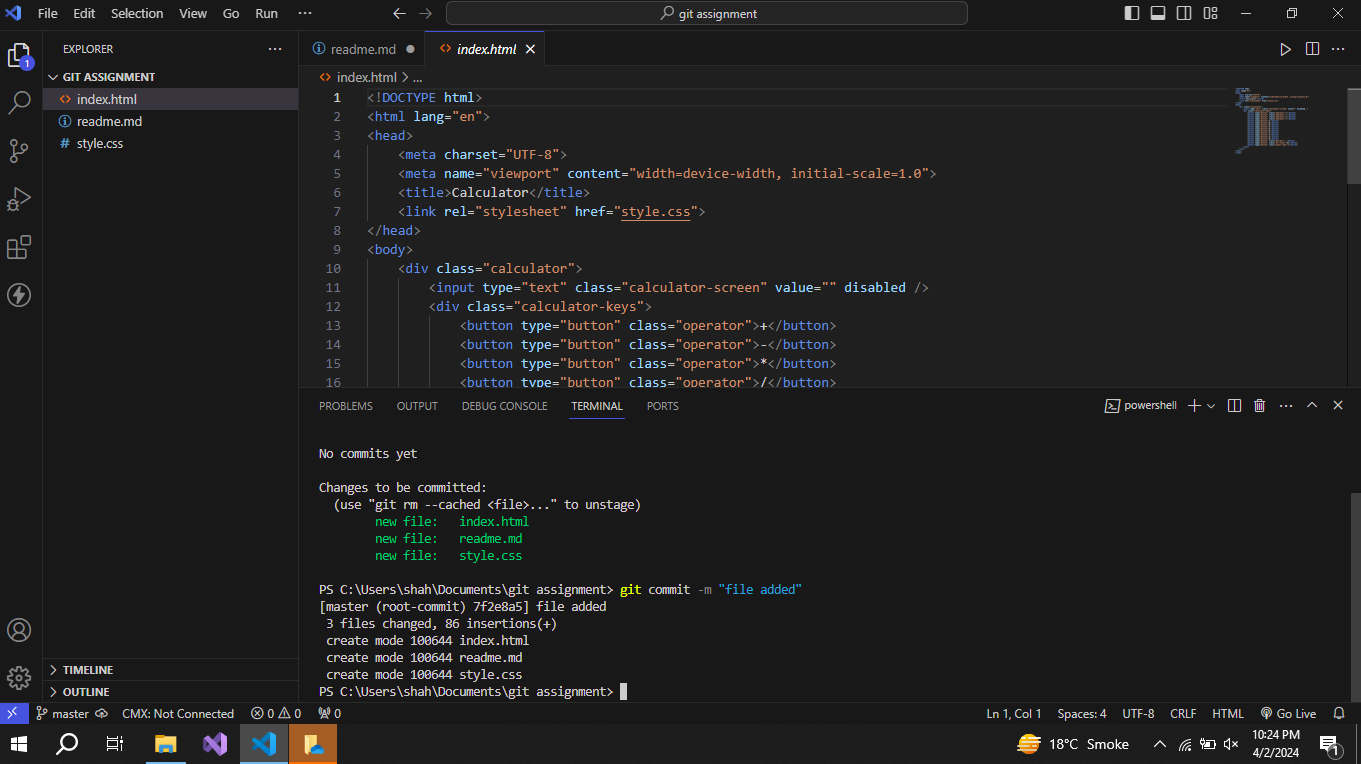 File Edit Selection View Go Run ··· git assignment
EXPLORER ···
1
GIT ASSIGNMENT
index.html
readme.md
# style.css
TIMELINE
OUTLINE
readme.md index.html
index.html > ...
1 <!DOCTYPE html>
2 <html lang="en">
3 <head>
4 <meta charset="UTF-8">
5 <meta name="viewport" content="width=device-width, initial-scale=1.0">
6 <title>Calculator</title>
7 <link rel="stylesheet" href="style.css">
8 </head>
9 <body>
10 <div class="calculator">
11 <input type="text" class="calculator-screen" value="" disabled />
12 <div class="calculator-keys">
13 <button type="button" class="operator">+</button>
14 <button type="button" class="operator">-</button>
15 <button type="button" class="operator">*</button>
16 <button type="button" class="operator">/</button>
PROBLEMS OUTPUT DEBUG CONSOLE TERMINAL PORTS powershell
No commits yet
Changes to be committed:
(use "git rm --cached <file>..." to unstage)
new file: index.html
new file: readme.md
new file: style.css
PS C:\Users\shah\Documents\git assignment> git commit -m "file added"
[master (root-commit) 7f2e8a5] file added
3 files changed, 86 insertions(+)
create mode 100644 index.html
create mode 100644 readme.md
create mode 100644 style.css
PS C:\Users\shah\Documents\git assignment>
master CMX: Not Connected 0 0 0 Ln 1, Col 1 Spaces: 4 UTF-8 CRLF HTML Go Live
18°C Smoke 10:24 PM
4/2/2024
1